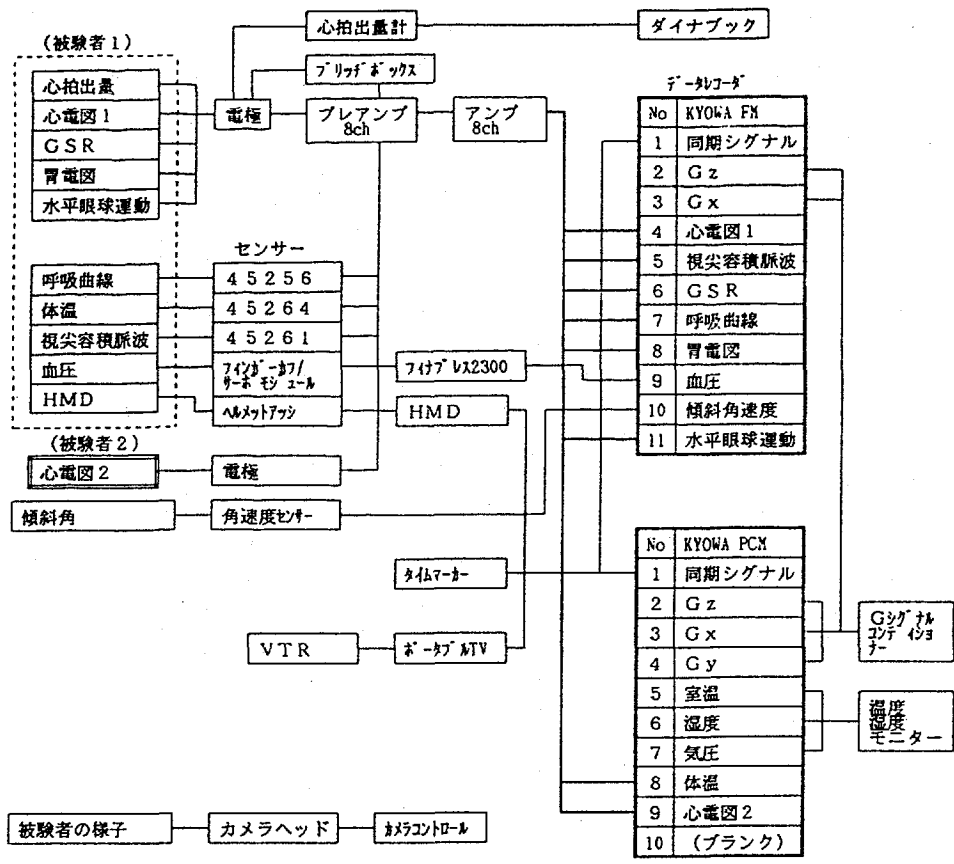 心拍出量計
ダイナブック
(被験者1)
ブリッヂボックス
心拍出量
心電図1
GSR
胃電図
水平眼球運動
電極
プレアンプ
8ch
アンプ
8ch
センサー
呼吸曲線
体温
視尖容積脈波
血圧
HMD
45256
45264
45261
フィンガーカフ/
サーボモジュール
ヘルメットアッシ
フィナプレス2300
HMD
(被験者2)
心電図2
電極
傾斜角
角速度センサー
タイムマーカー
VTR
ポータブルTV
被験者の様子
カメラヘッド
カメラコントロール
データレコーダ
No KYOWA FM
1 同期シグナル
2 Gz
3 Gx
4 心電図1
5 視尖容積脈波
6 GSR
7 呼吸曲線
8 胃電図
9 血圧
10 傾斜角速度
11 水平眼球運動
No KYOWA PCM
1 同期シグナル
2 Gz
3 Gx
4 Gy
5 室温
6 湿度
7 気圧
8 体温
9 心電図2
10 (ブランク)
Gシグナル
コンディショ
ナー
温度
湿度
モニター